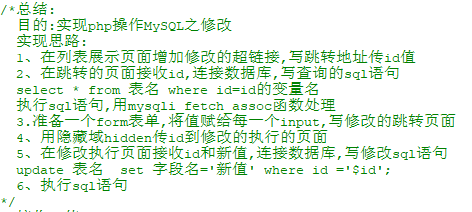 /*总结:
目的:实现php操作MySQL之修改
实现思路:
1、在列表展示页面增加修改的超链接,写跳转地址传id值
2、在跳转的页面接收id,连接数据库,写查询的sql语句
select * from 表名 where id=id的变量名
执行sql语句,用mysqli_fetch_assoc函数处理
3.准备一个form表单,将值赋给每一个input,写修改的跳转页面
4、用隐藏域hidden传id到修改的执行的页面
5、在修改执行页面接收id和新值,连接数据库,写修改sql语句
update 表名  set 字段名='新值' where id ='$id';
6、执行sql语句
*/